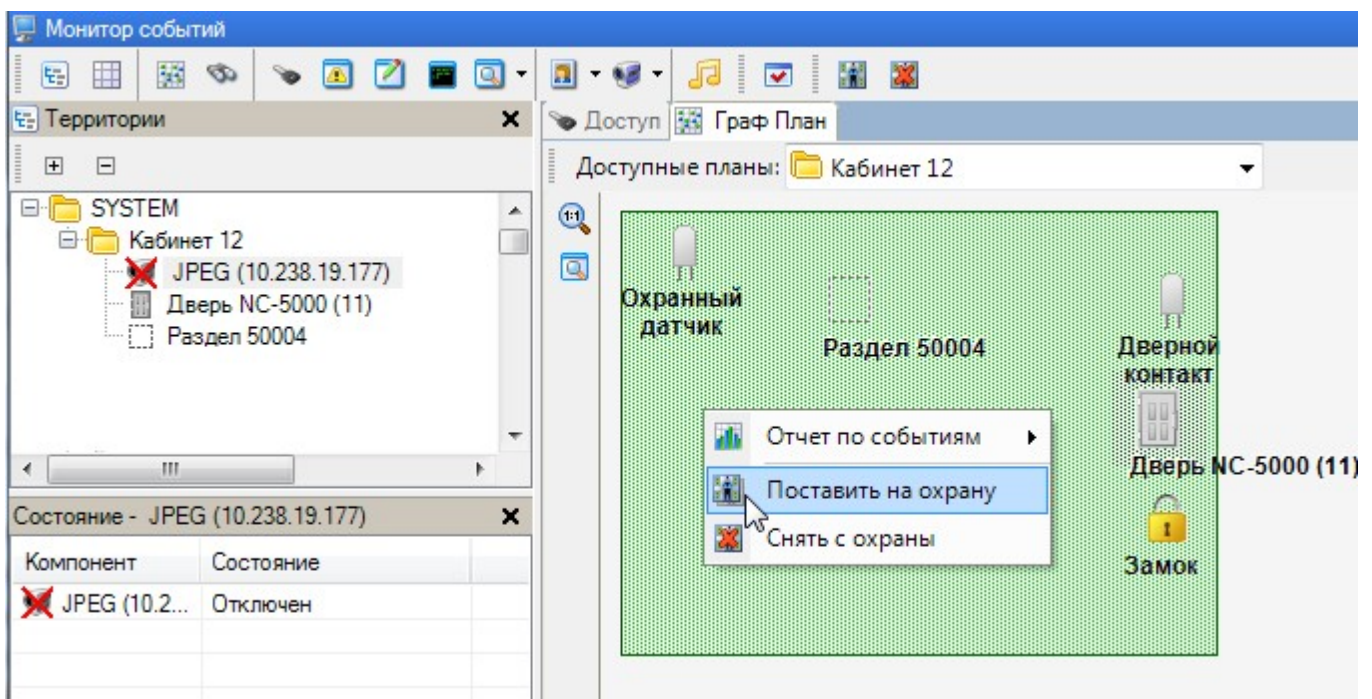 Монитор событий
Территории
Доступ
Граф План
Доступные планы: Кабинет 12
SYSTEM
Кабинет 12
JPEG (10.238.19.177)
Дверь NC-5000 (11)
Раздел 50004
1:1
Охранный
датчик
Раздел 50004
Дверной
контакт
Отчет по событиям
Поставить на охрану
Снять с охраны
Дверь NC-5000 (11)
Замок
Состояние - JPEG (10.238.19.177)
Компонент Состояние
JPEG (10.2... Отключен